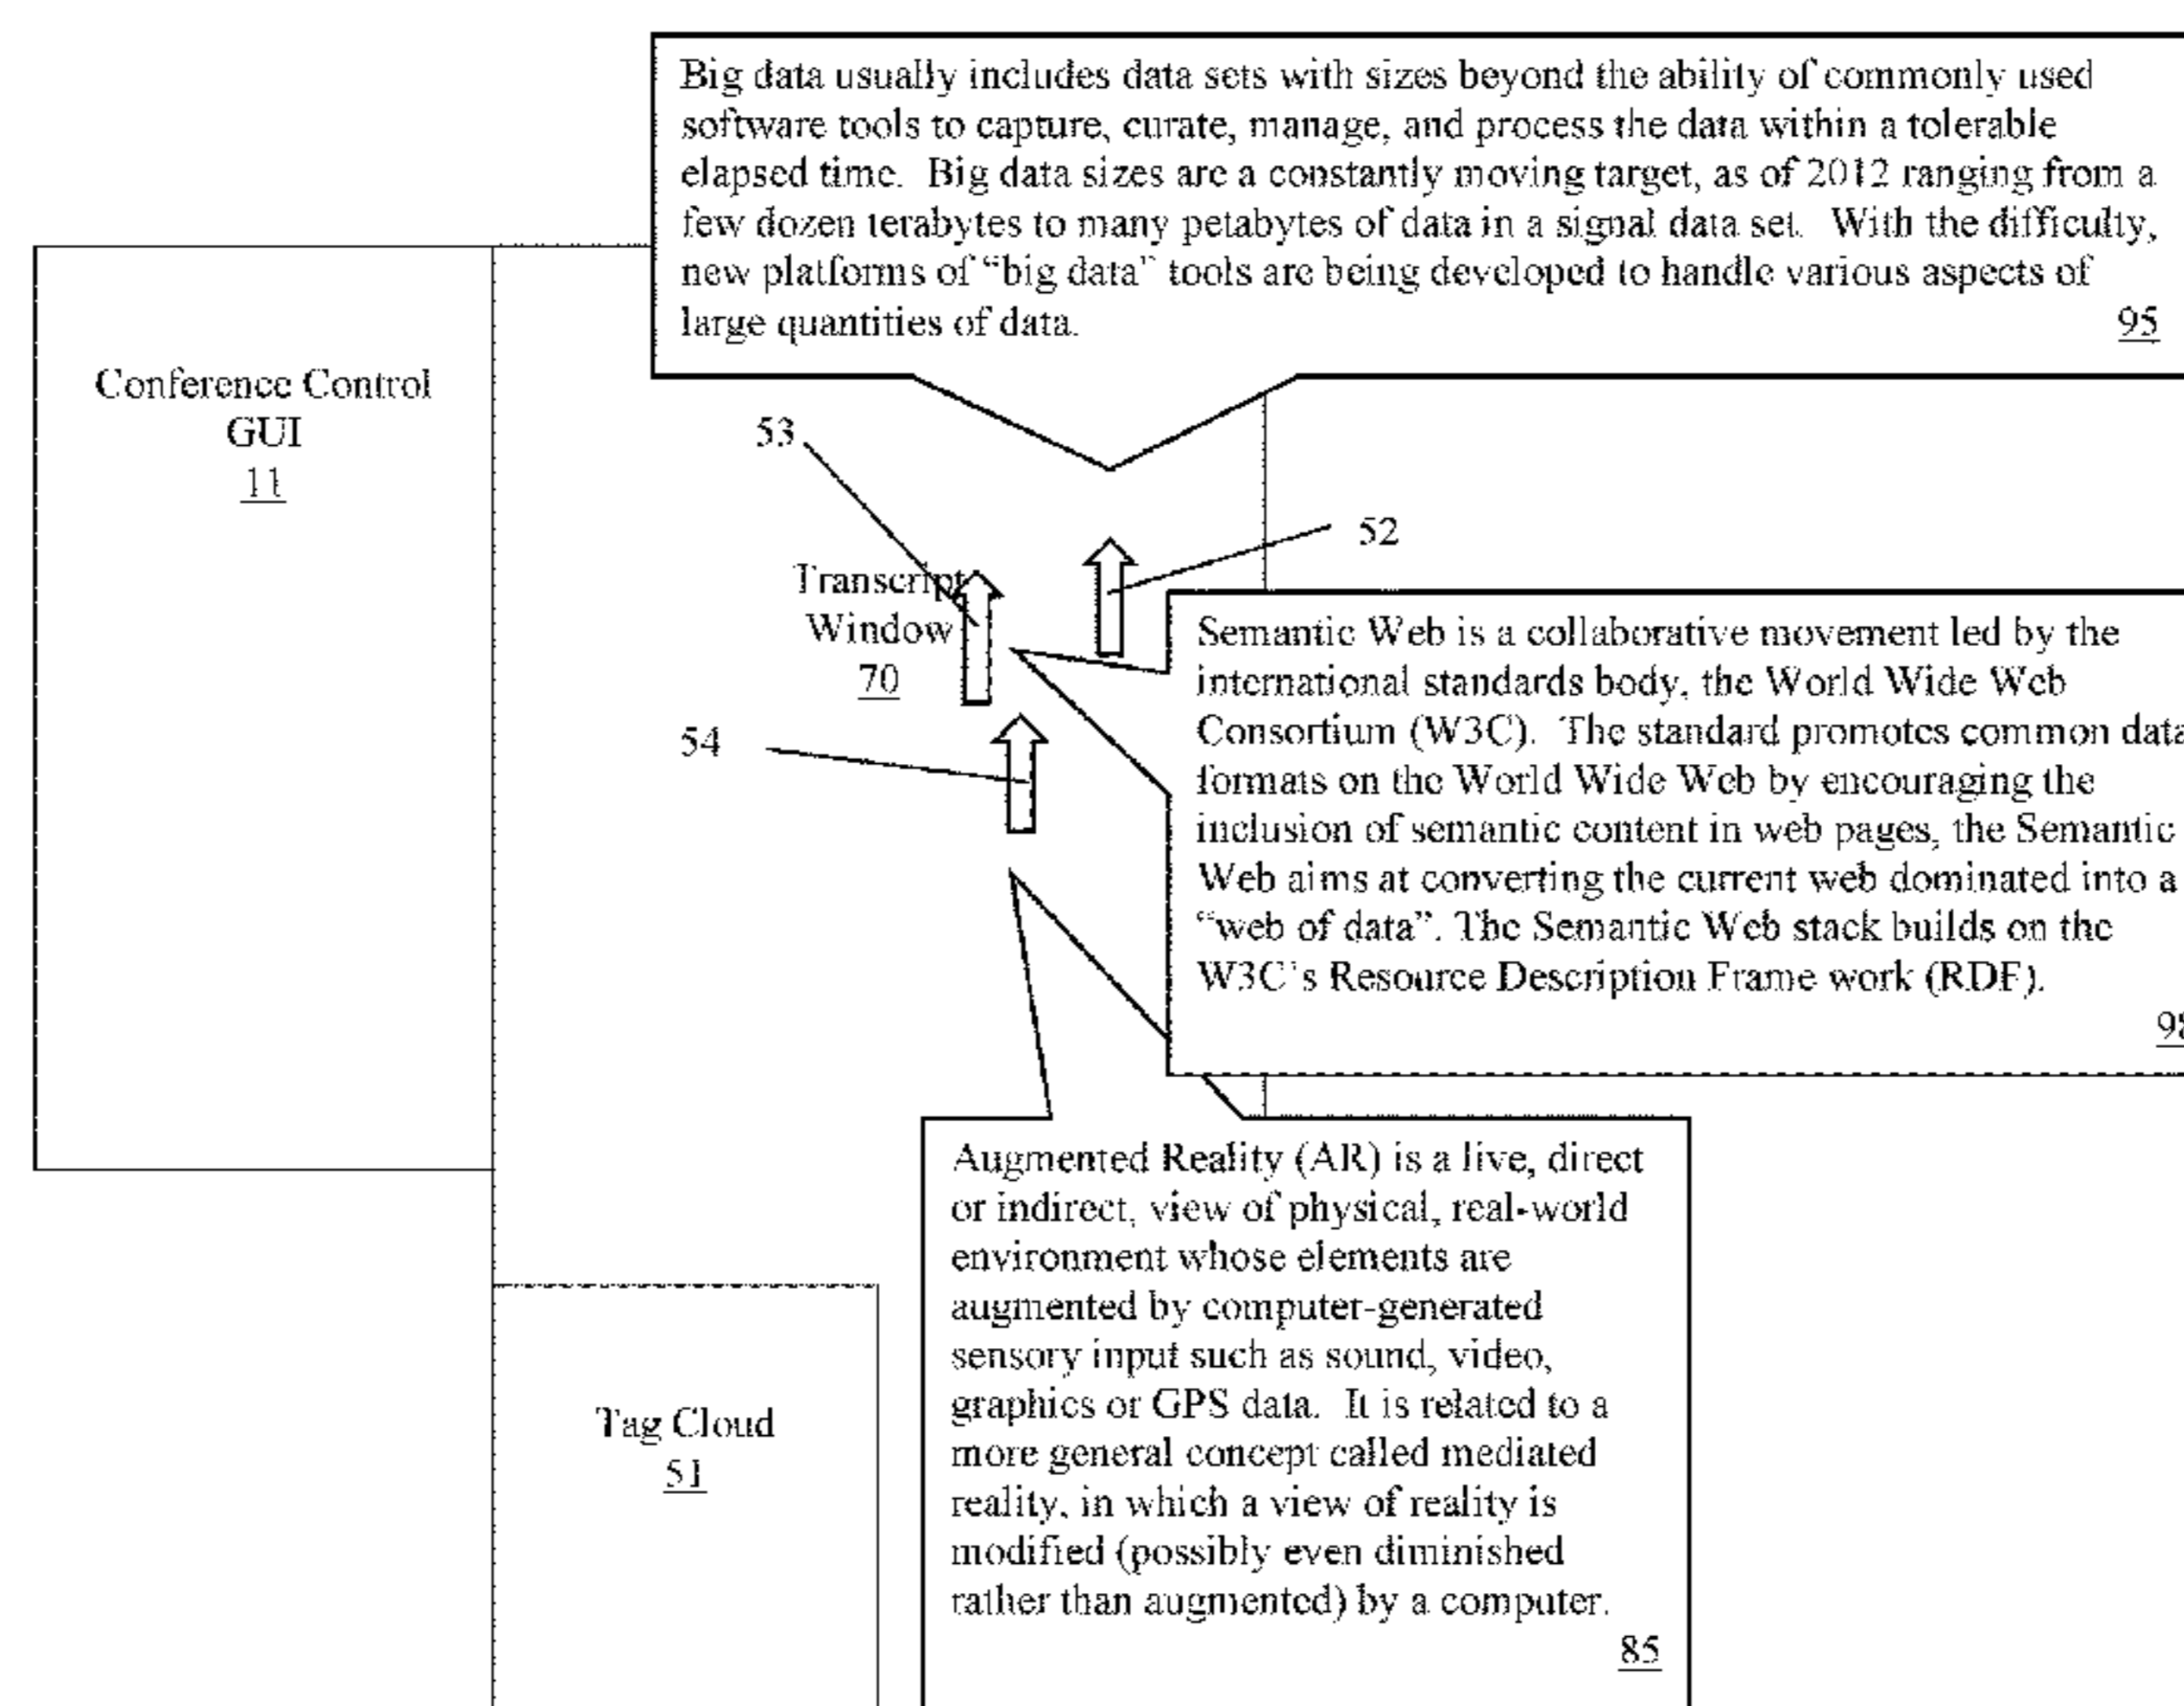 Big data usually includes data sets with sizes beyond the ability of commonly used
software tools to capture, curate, manage, and process the data within a tolerable
elapsed time. Big data sizes are a constantly moving target, as of 2012 ranging from a
few dozen terabytes to many petabytes of data in a signal data set. With the difficulty,
new platforms of “big data” tools are being developed to handle various aspects of
large quantities of data.
95
Conference Control
GUI
11
53
52
Transcript
Window
70
54
Semantic Web is a collaborative movement led by the
international standards body, the World Wide Web
Consortium (W3C). The standard promotes common data
formats on the World Wide Web by encouraging the
inclusion of semantic content in web pages, the Semantic
Web aims at converting the current web dominated into a
“web of data”. The Semantic Web stack builds on the
W3C's Resource Description Frame work (RDF).
98
Augmented Reality (AR) is a live, direct
or indirect, view of physical, real-world
environment whose elements are
augmented by computer-generated
sensory input such as sound, video,
graphics or GPS data. It is related to a
more general concept called mediated
reality, in which a view of reality is
modified (possibly even diminished
rather than augmented) by a computer.
85
Tag Cloud
51